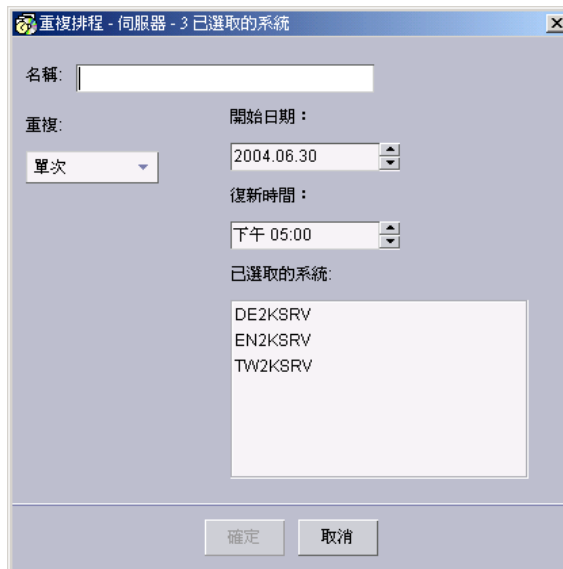 重複排程 - 伺服器 - 3 已選取的系統
名稱:
重複:
單次
開始日期：
2004.06.30
復新時間：
下午 05:00
已選取的系統:
DE2KSRV
EN2KSRV
TW2KSRV
確定
取消